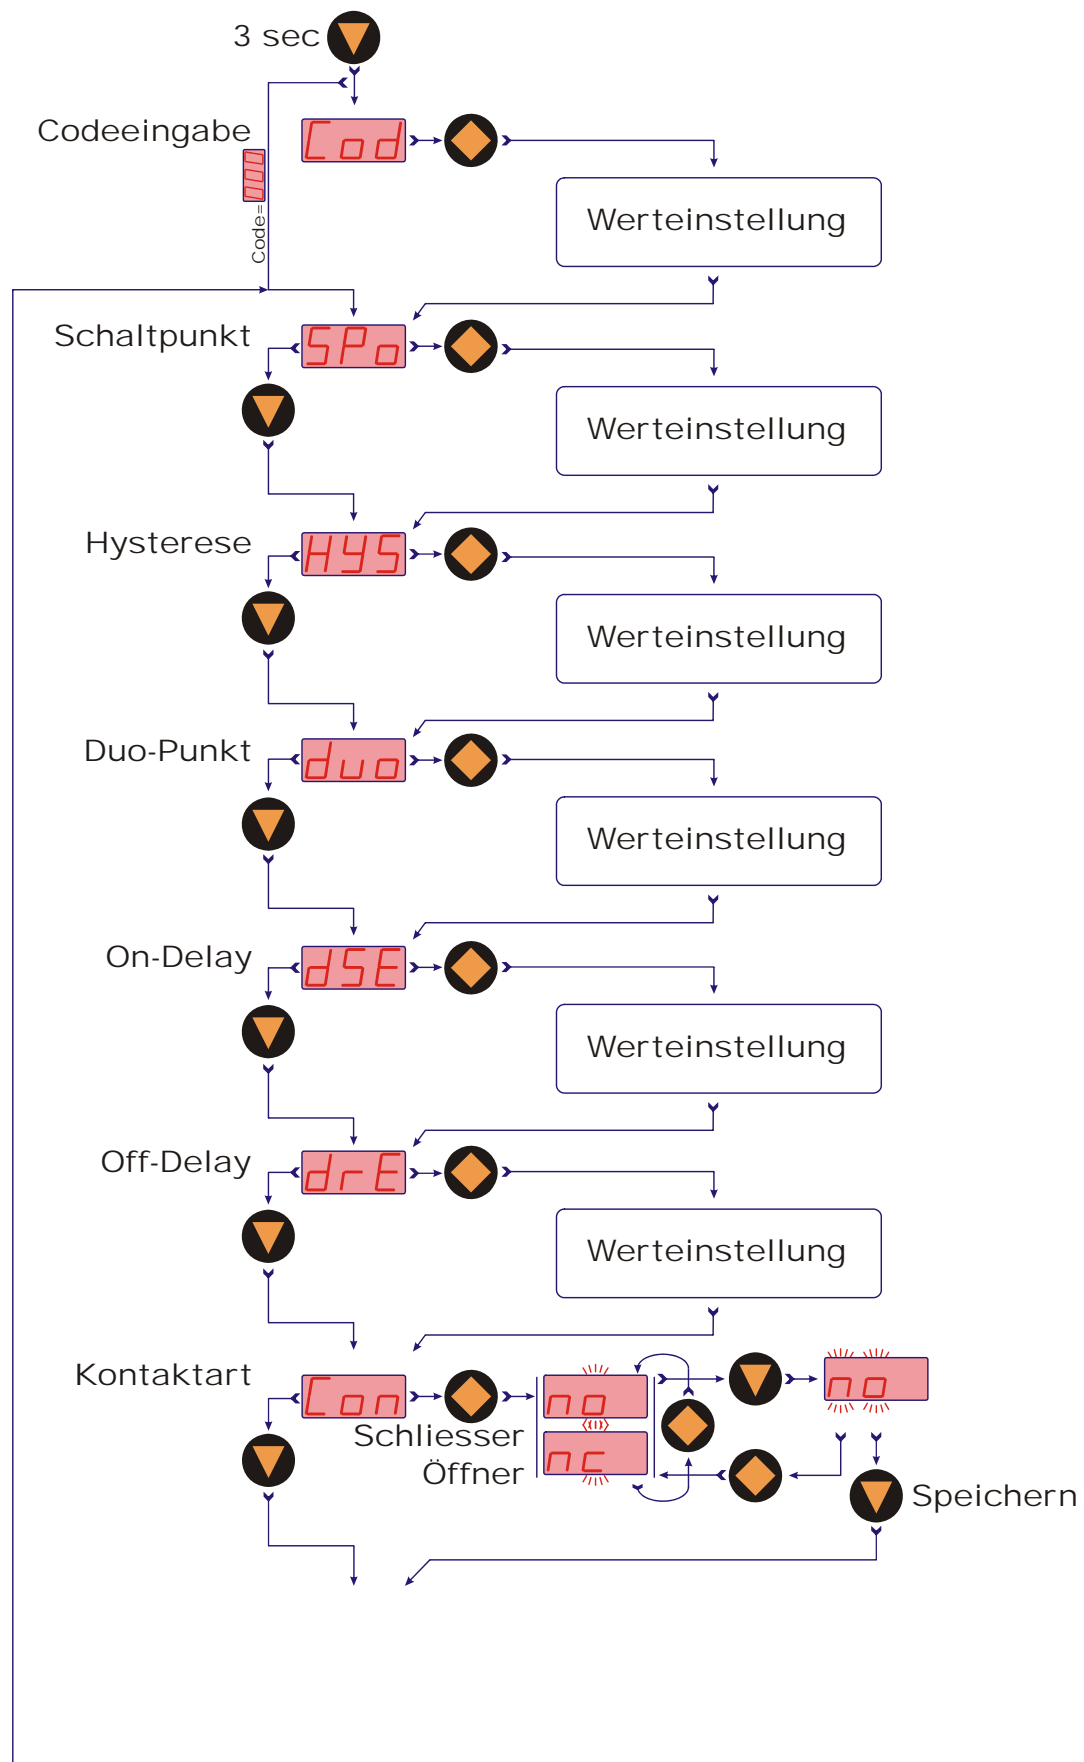 3 sec
Codeeingabe
Cod
Code=000
Werteinstellung
Schaltpunkt
SPo
Werteinstellung
Hysterese
HYS
Werteinstellung
Duo-Punkt
duo
Werteinstellung
On-Delay
dSE
Werteinstellung
Off-Delay
drE
Werteinstellung
Kontaktart
Con
no
no
Schliesser
nc
Öffner
Speichern